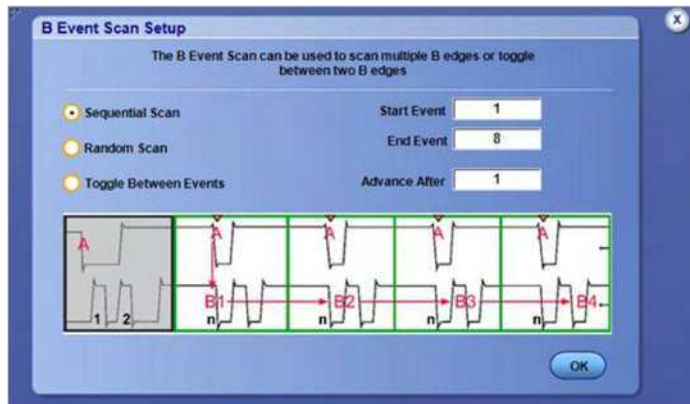 B Event Scan Setup
X
The B Event Scan can be used to scan multiple B edges or toggle
between two B edges
Sequential Scan
Start Event 1
Random Scan
End Event 8
Toggle Between Events
Advance After 1
A A A A A
B1 B2 B3 B4
1 2 n n n n
OK